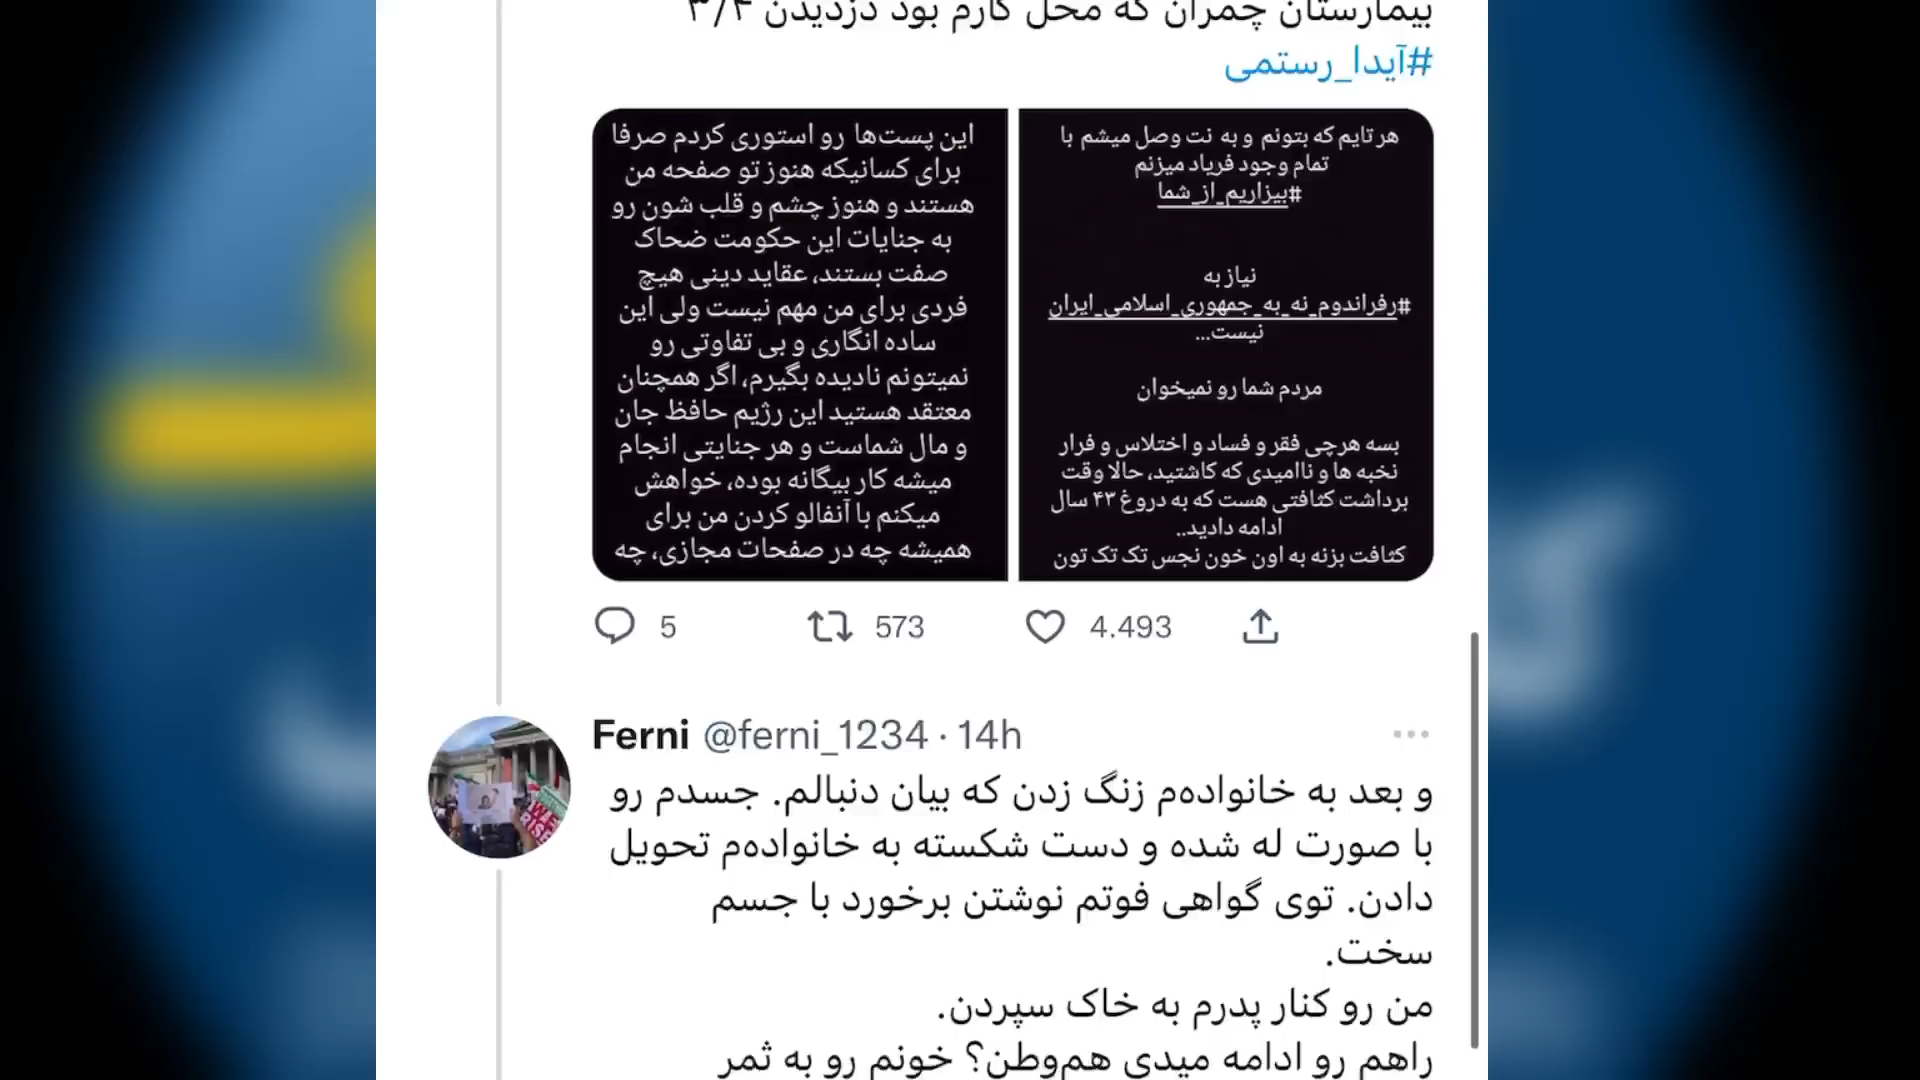 بیمارستان چمران که محل کارم بود دزدیدن ۳/۴
#آیدا_رستمی
هر تایم که بتونم و به نت وصل میشم با
تمام وجود فریاد میزنم
#بیزاریم_از_شما
نیاز به
#رفراندوم_نه_به_جمهوری_اسلامی_ایران
نیست...
مردم شما رو نمیخوان
بسه هرچی فقر و فساد و اختلاس و فرار
نخبه ها و ناامیدی که کاشتید، حالا وقت
برداشت کثافتی هست که به دروغ ۴۳ سال
ادامه دادید..
کثافت بزنه به اون خون نجس تک تک تون
این پست‌ها رو استوری کردم صرفا
برای کسانیکه هنوز تو صفحه من
هستند و هنوز چشم و قلب شون رو
به جنایات این حکومت ضحاک
صفت بستند، عقاید دینی هیچ
فردی برای من مهم نیست ولی این
ساده انگاری و بی تفاوتی رو
نمیتونم نادیده بگیرم، اگر همچنان
معتقد هستید این رژیم حافظ جان
و مال شماست و هر جنایتی انجام
میشه کار بیگانه بوده، خواهش
میکنم با آنفالو کردن من برای
همیشه چه در صفحات مجازی، چه
5 573 4.493
Ferni @ferni_1234 · 14h
و بعد به خانواده‌م زنگ زدن که بیان دنبالم. جسدم رو
با صورت له شده و دست شکسته به خانواده‌م تحویل
دادن. توی گواهی فوتم نوشتن برخورد با جسم
سخت.
من رو کنار پدرم به خاک سپردن.
راهم رو ادامه میدی هم‌وطن؟ خونم رو به ثمر